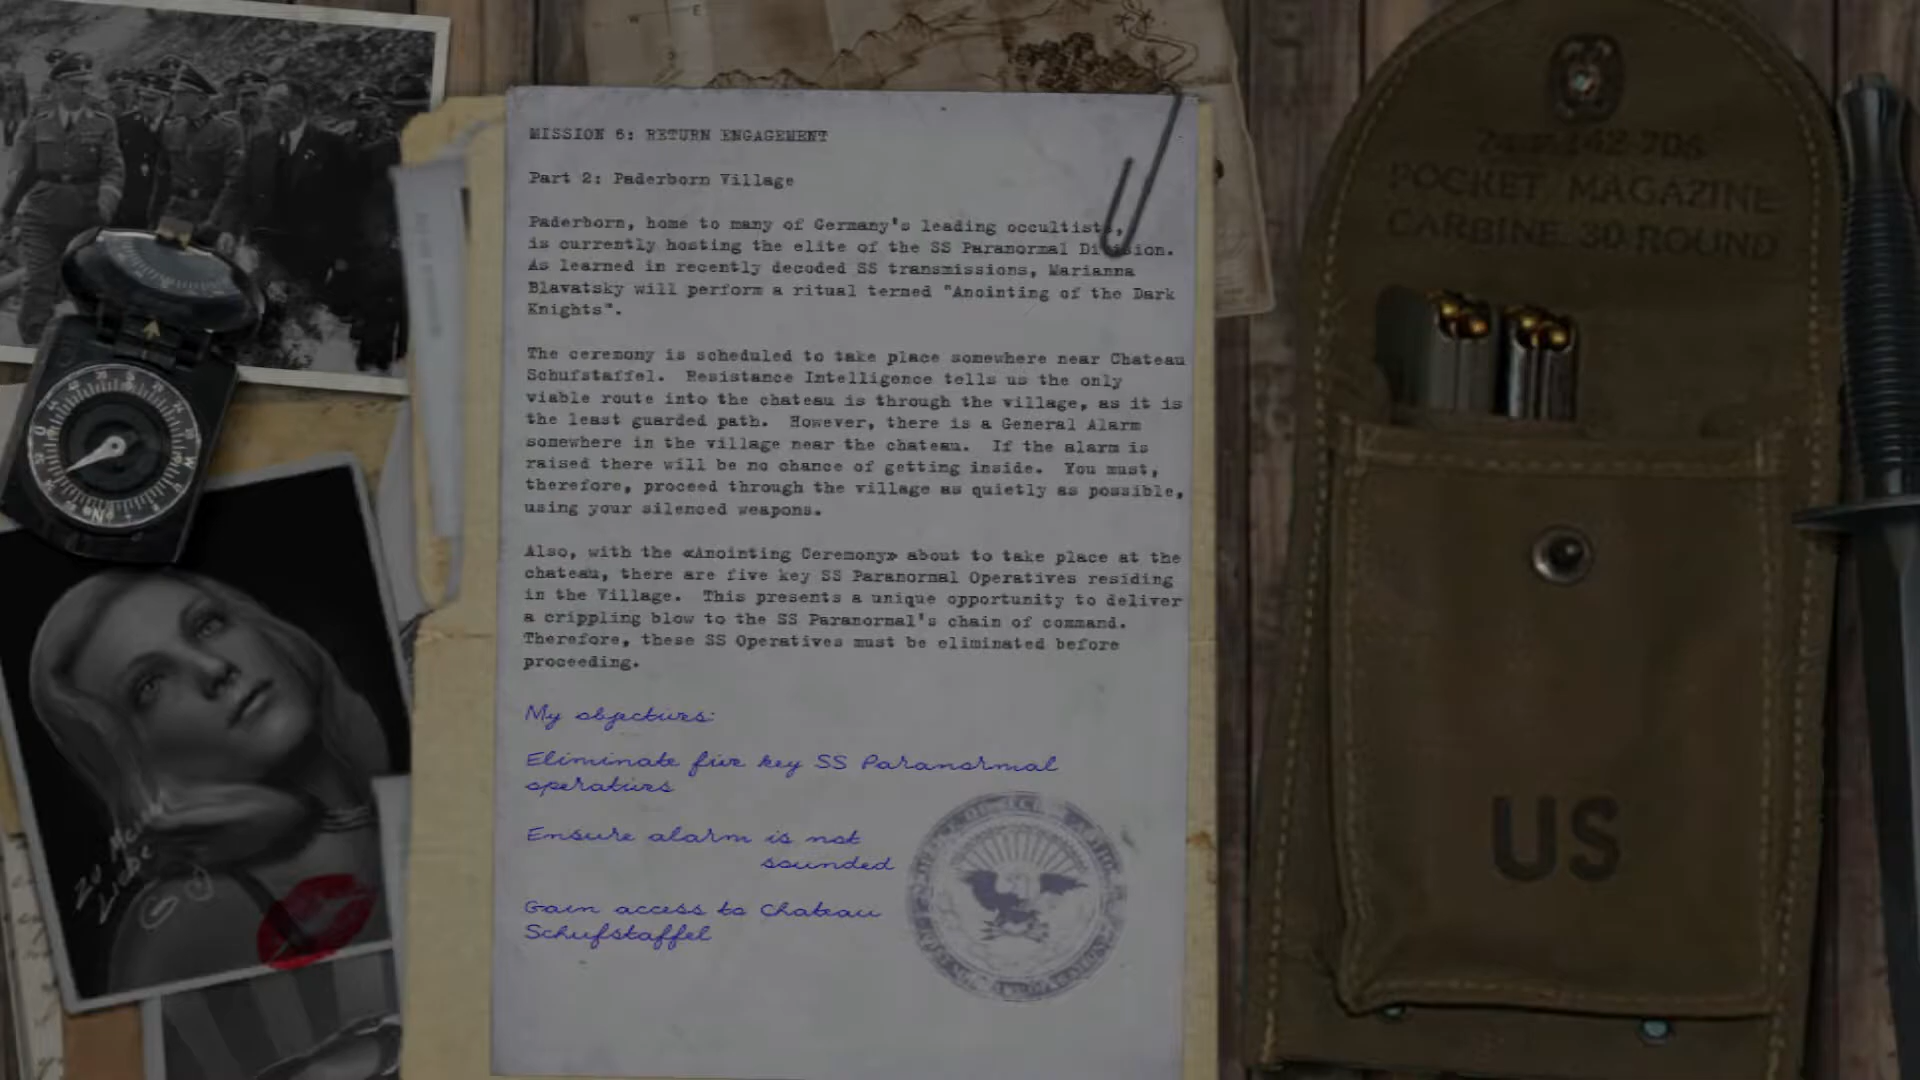 MISSION 6: RETURN ENGAGEMENT
Part 2: Paderborn Village
Paderborn, home to many of Germany's leading occultists,
is currently hosting the elite of the SS Paranormal Division.
As learned in recently decoded SS transmissions, Marianna
Blavatsky will perform a ritual termed "Anointing of the Dark
Knights".
The ceremony is scheduled to take place somewhere near Chateau
Schufstaffel. Resistance Intelligence tells us the only
viable route into the chateau is through the village, as it is
the least guarded path. However, there is a General Alarm
somewhere in the village near the chateau. If the alarm is
raised there will be no chance of getting inside. You must,
therefore, proceed through the village as quietly as possible,
using your silenced weapons.
Also, with the «Anointing Ceremony» about to take place at the
chateau, there are five key SS Paranormal Operatives residing
in the Village. This presents a unique opportunity to deliver
a crippling blow to the SS Paranormal's chain of command.
Therefore, these SS Operatives must be eliminated before
proceeding.
My objectives:
Eliminate five key SS Paranormal
operatives
Ensure alarm is not
sounded
Gain access to Chateau
Schufstaffel
POCKET MAGAZINE
CARBINE 30 ROUND
US
W
E